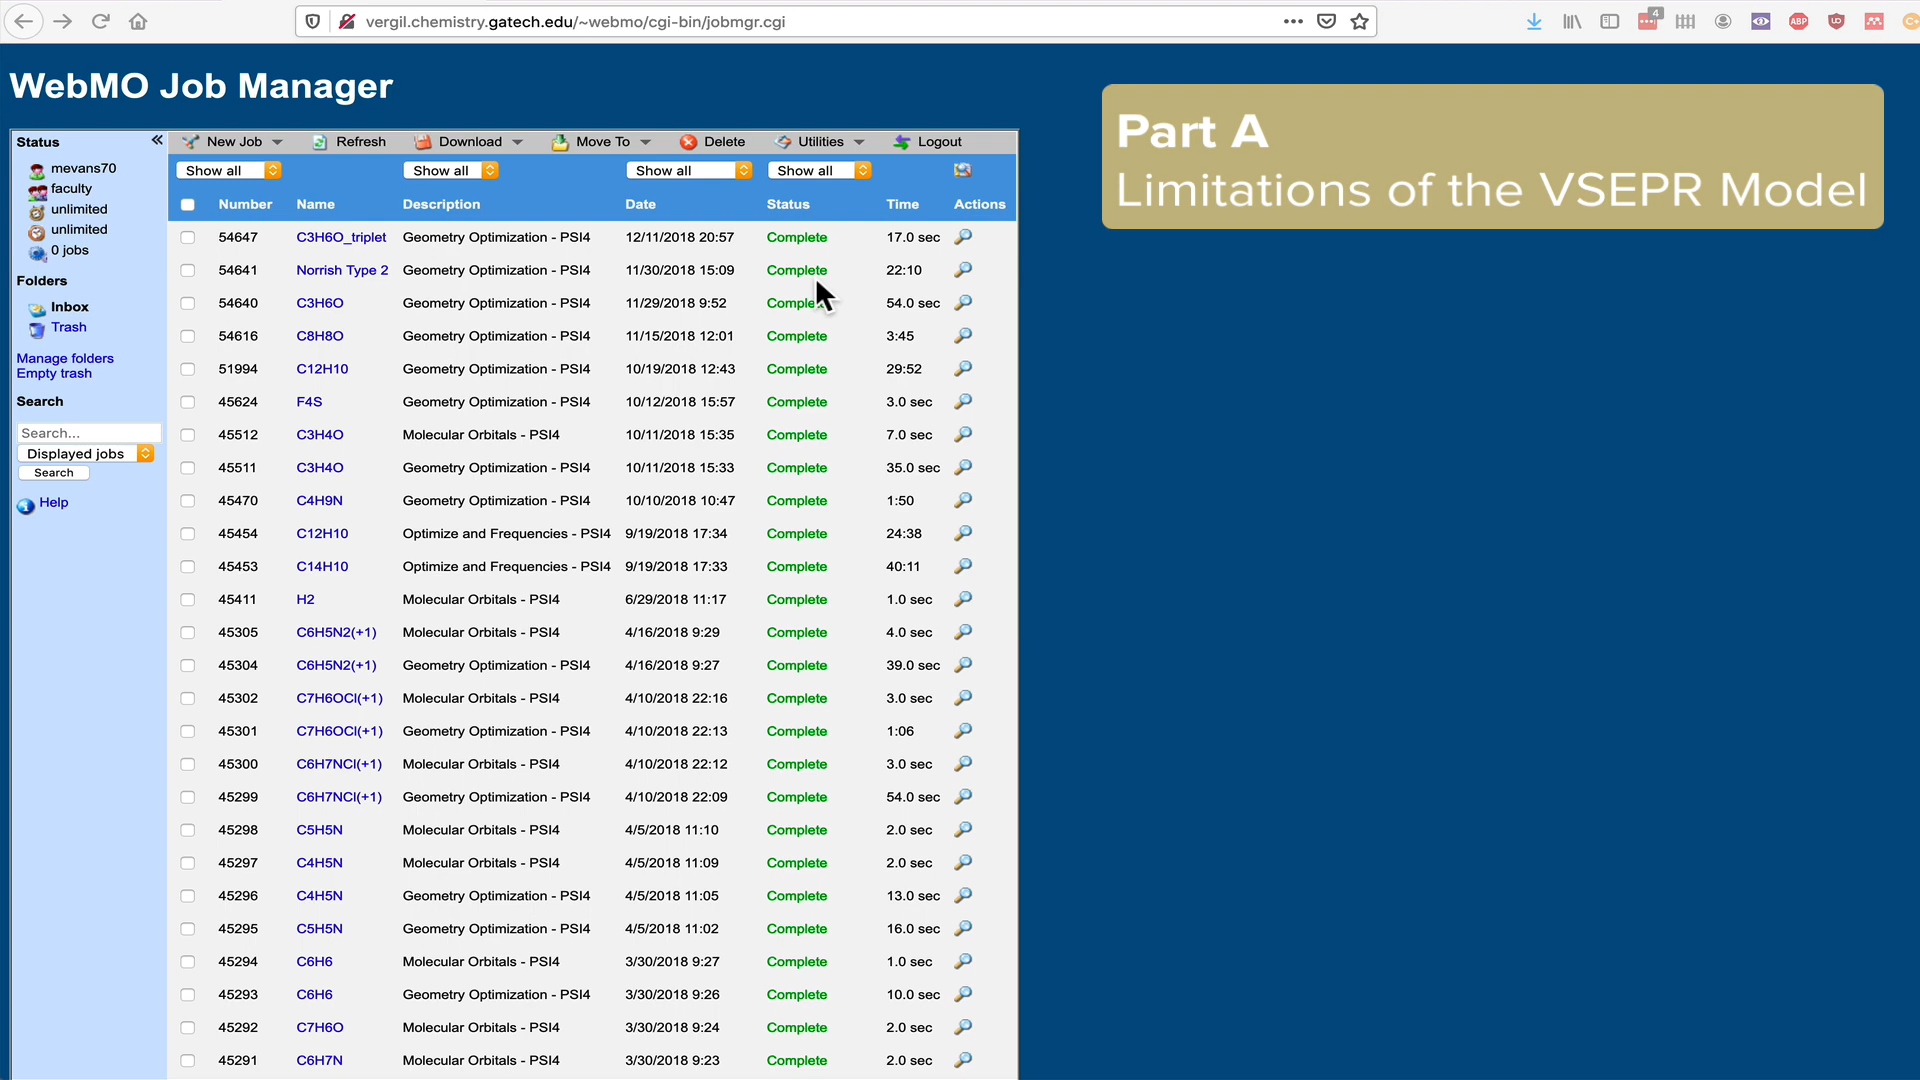 vergil.chemistry.gatech.edu/~webmo/cgi-bin/jobmgr.cgi
4
ABP
WebMO Job Manager
Part A
Limitations of the VSEPR Model
Status
mevans70
faculty
unlimited
unlimited
0 jobs
Folders
Inbox
Trash
Manage folders
Empty trash
Search
Search...
Displayed jobs
Search
Help
New Job Refresh Download Move To Delete Utilities Logout
Show all Show all Show all Show all
Number Name Description Date Status Time Actions
54647 C3H6O_triplet Geometry Optimization - PSI4 12/11/2018 20:57 Complete 17.0 sec
54641 Norrish Type 2 Geometry Optimization - PSI4 11/30/2018 15:09 Complete 22:10
54640 C3H6O Geometry Optimization - PSI4 11/29/2018 9:52 Complete 54.0 sec
54616 C8H8O Geometry Optimization - PSI4 11/15/2018 12:01 Complete 3:45
51994 C12H10 Geometry Optimization - PSI4 10/19/2018 12:43 Complete 29:52
45624 F4S Geometry Optimization - PSI4 10/12/2018 15:57 Complete 3.0 sec
45512 C3H4O Molecular Orbitals - PSI4 10/11/2018 15:35 Complete 7.0 sec
45511 C3H4O Geometry Optimization - PSI4 10/11/2018 15:33 Complete 35.0 sec
45470 C4H9N Geometry Optimization - PSI4 10/10/2018 10:47 Complete 1:50
45454 C12H10 Optimize and Frequencies - PSI4 9/19/2018 17:34 Complete 24:38
45453 C14H10 Optimize and Frequencies - PSI4 9/19/2018 17:33 Complete 40:11
45411 H2 Molecular Orbitals - PSI4 6/29/2018 11:17 Complete 1.0 sec
45305 C6H5N2(+1) Molecular Orbitals - PSI4 4/16/2018 9:29 Complete 4.0 sec
45304 C6H5N2(+1) Geometry Optimization - PSI4 4/16/2018 9:27 Complete 39.0 sec
45302 C7H6OCl(+1) Molecular Orbitals - PSI4 4/10/2018 22:16 Complete 3.0 sec
45301 C7H6OCl(+1) Geometry Optimization - PSI4 4/10/2018 22:13 Complete 1:06
45300 C6H7NCl(+1) Molecular Orbitals - PSI4 4/10/2018 22:12 Complete 3.0 sec
45299 C6H7NCl(+1) Geometry Optimization - PSI4 4/10/2018 22:09 Complete 54.0 sec
45298 C5H5N Molecular Orbitals - PSI4 4/5/2018 11:10 Complete 2.0 sec
45297 C4H5N Molecular Orbitals - PSI4 4/5/2018 11:09 Complete 2.0 sec
45296 C4H5N Geometry Optimization - PSI4 4/5/2018 11:05 Complete 13.0 sec
45295 C5H5N Geometry Optimization - PSI4 4/5/2018 11:02 Complete 16.0 sec
45294 C6H6 Molecular Orbitals - PSI4 3/30/2018 9:27 Complete 1.0 sec
45293 C6H6 Geometry Optimization - PSI4 3/30/2018 9:26 Complete 10.0 sec
45292 C7H6O Molecular Orbitals - PSI4 3/30/2018 9:24 Complete 2.0 sec
45291 C6H7N Molecular Orbitals - PSI4 3/30/2018 9:23 Complete 2.0 sec